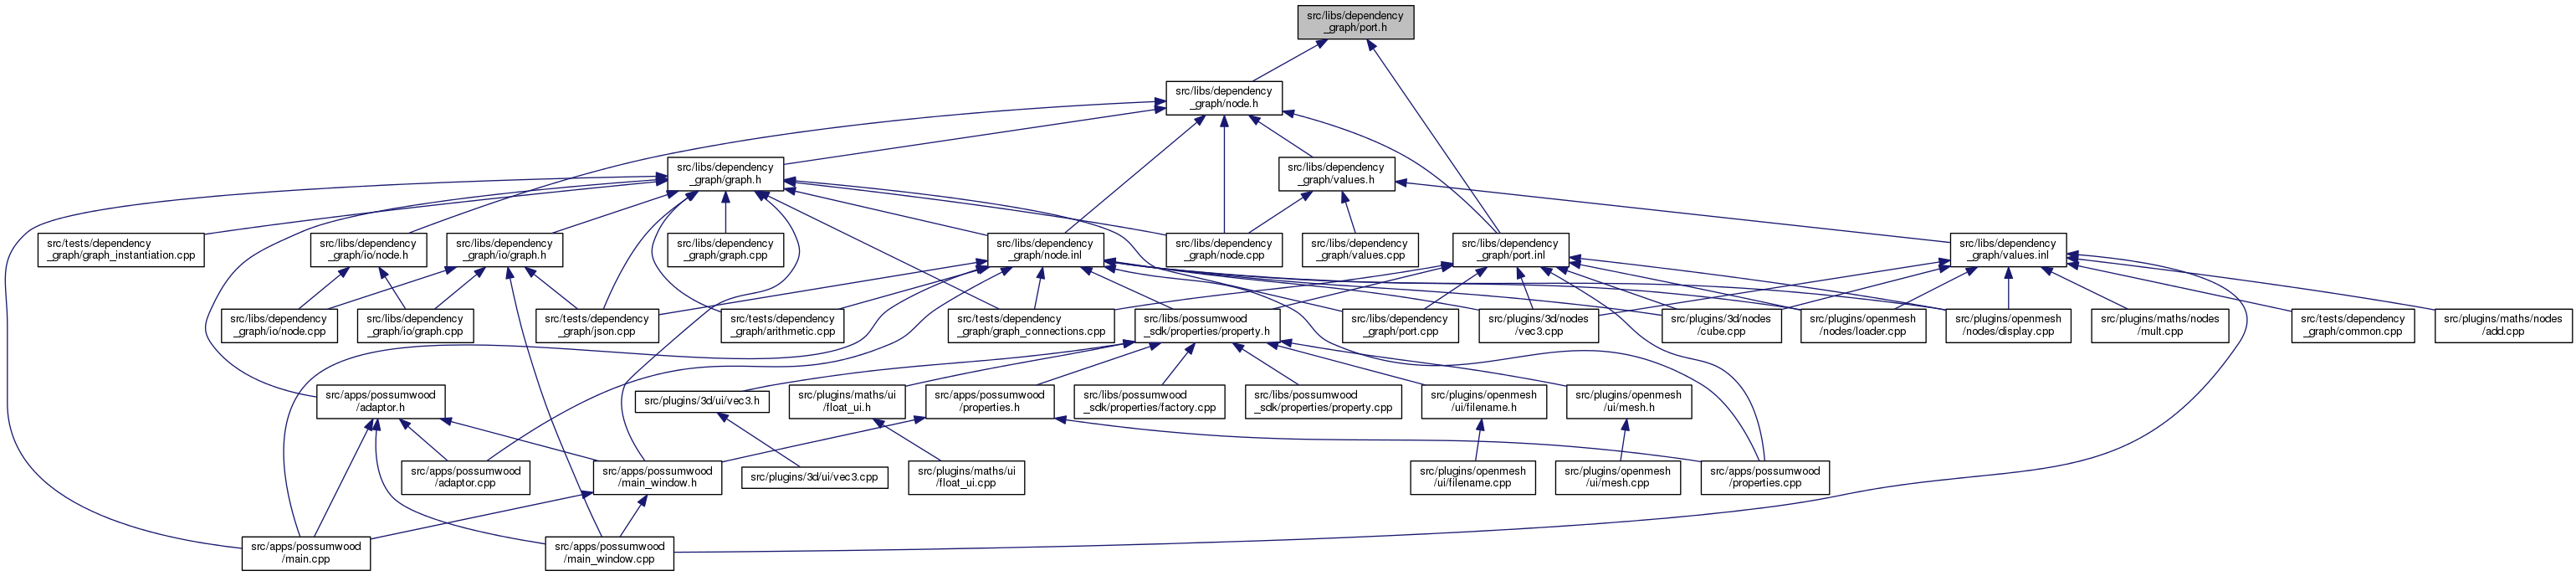 src/libs/dependency
_graph/port.h
src/libs/dependency
_graph/node.h
src/libs/dependency
_graph/graph.h
src/libs/dependency
_graph/values.h
src/tests/dependency
_graph/graph_instantiation.cpp
src/libs/dependency
_graph/io/node.h
src/libs/dependency
_graph/io/graph.h
src/libs/dependency
_graph/graph.cpp
src/libs/dependency
_graph/node.inl
src/libs/dependency
_graph/node.cpp
src/libs/dependency
_graph/values.cpp
src/libs/dependency
_graph/port.inl
src/libs/dependency
_graph/values.inl
src/libs/dependency
_graph/io/node.cpp
src/libs/dependency
_graph/io/graph.cpp
src/tests/dependency
_graph/json.cpp
src/tests/dependency
_graph/arithmetic.cpp
src/tests/dependency
_graph/graph_connections.cpp
src/libs/possumwood
_sdk/properties/property.h
src/libs/dependency
_graph/port.cpp
src/plugins/3d/nodes
/vec3.cpp
src/plugins/3d/nodes
/cube.cpp
src/plugins/openmesh
/nodes/loader.cpp
src/plugins/openmesh
/nodes/display.cpp
src/plugins/maths/nodes
/mult.cpp
src/tests/dependency
_graph/common.cpp
src/plugins/maths/nodes
/add.cpp
src/apps/possumwood
/adaptor.h
src/plugins/3d/ui/vec3.h
src/plugins/maths/ui
/float_ui.h
src/apps/possumwood
/properties.h
src/libs/possumwood
_sdk/properties/factory.cpp
src/libs/possumwood
_sdk/properties/property.cpp
src/plugins/openmesh
/ui/filename.h
src/plugins/openmesh
/ui/mesh.h
src/apps/possumwood
/adaptor.cpp
src/apps/possumwood
/main_window.h
src/plugins/3d/ui/vec3.cpp
src/plugins/maths/ui
/float_ui.cpp
src/plugins/openmesh
/ui/filename.cpp
src/plugins/openmesh
/ui/mesh.cpp
src/apps/possumwood
/properties.cpp
src/apps/possumwood
/main.cpp
src/apps/possumwood
/main_window.cpp